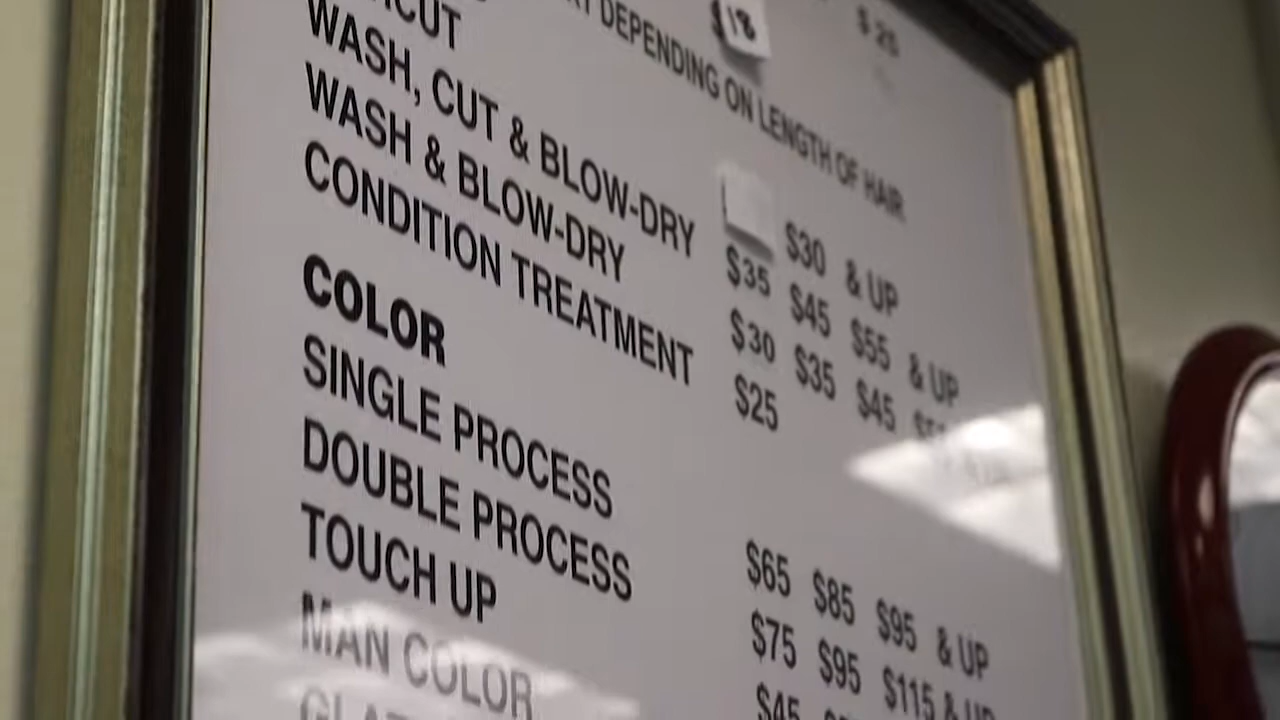 $18
DEPENDING ON LENGTH OF HAIR
$30 & UP
WASH, CUT & BLOW-DRY $35 $45 $55 & UP
WASH & BLOW-DRY $30 $35 $45
CONDITION TREATMENT $25
COLOR
SINGLE PROCESS $65 $85 $95 & UP
DOUBLE PROCESS $75 $95 $115 & UP
TOUCH UP $45
MAN COLOR